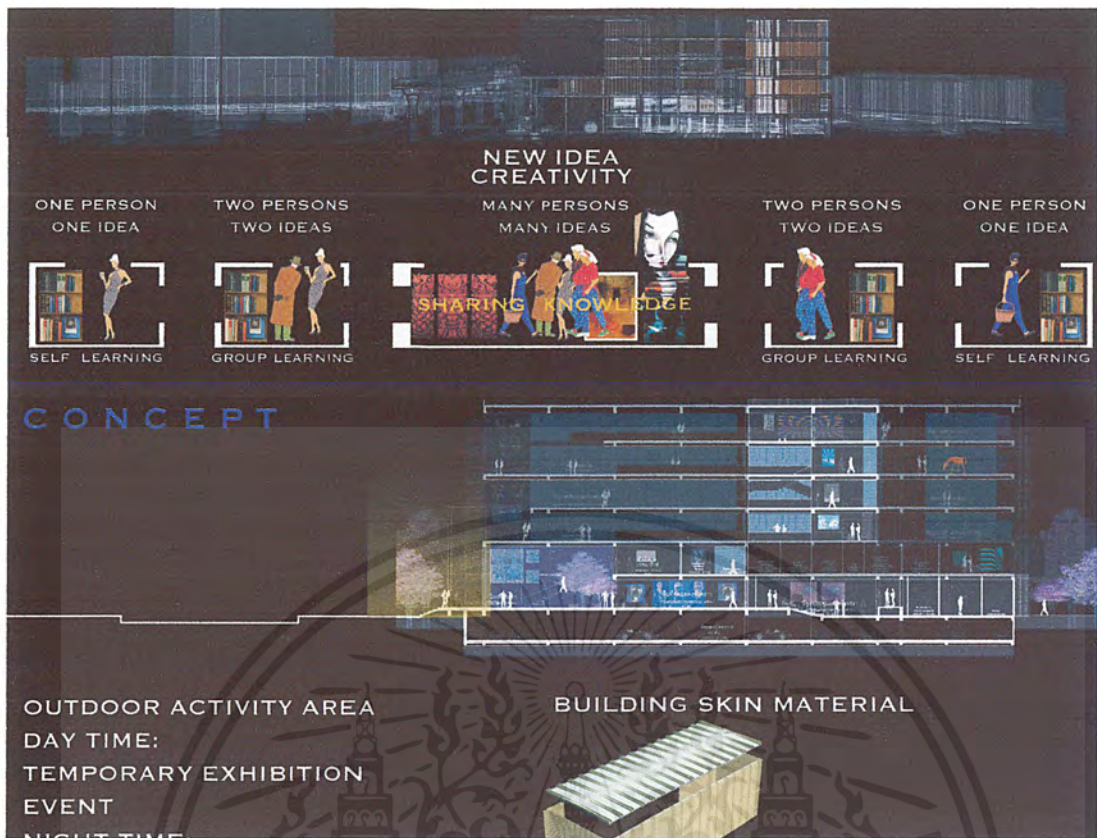 NEW IDEA
CREATIVITY
ONE PERSON
ONE IDEA
TWO PERSONS
TWO IDEAS
MANY PERSONS
MANY IDEAS
TWO PERSONS
TWO IDEAS
ONE PERSON
ONE IDEA
SHARING KNOWLEDGE
SELF LEARNING
GROUP LEARNING
GROUP LEARNING
SELF LEARNING
CONCEPT
OUTDOOR ACTIVITY AREA
DAY TIME:
TEMPORARY EXHIBITION
EVENT
NIGHT TIME
BUILDING SKIN MATERIAL